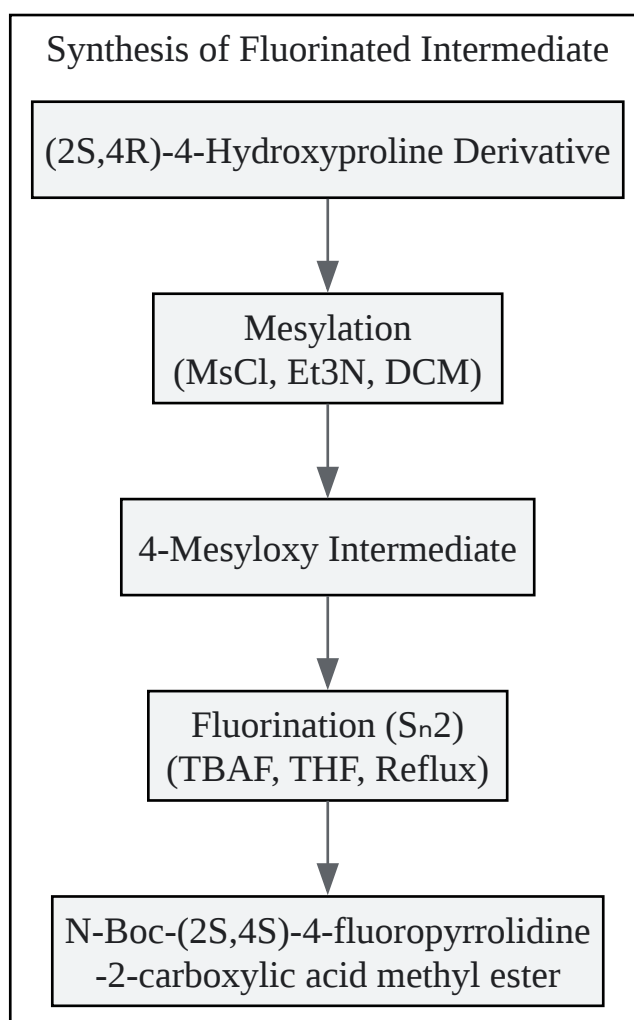 Synthesis of Fluorinated Intermediate
(2S,4R)-4-Hydroxyproline Derivative
Mesylation
(MsCl, Et3N, DCM)
4-Mesyloxy Intermediate
Fluorination (Sₙ2)
(TBAF, THF, Reflux)
N-Boc-(2S,4S)-4-fluoropyrrolidine
-2-carboxylic acid methyl ester